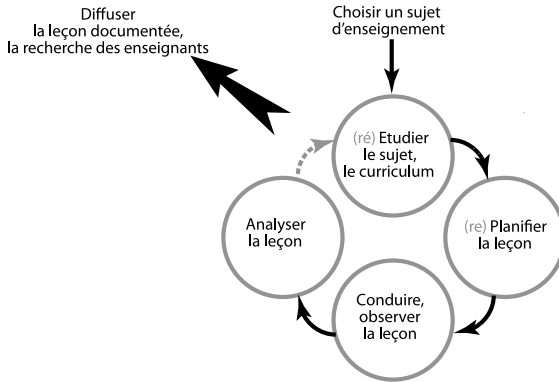 Diffuser
la leçon documentée,
la recherche des enseignants
Choisir un sujet
d'enseignement
(ré) Etudier
le sujet,
le curriculum
(re) Planifier
la leçon
Conduire,
observer
la leçon
Analyser
la leçon